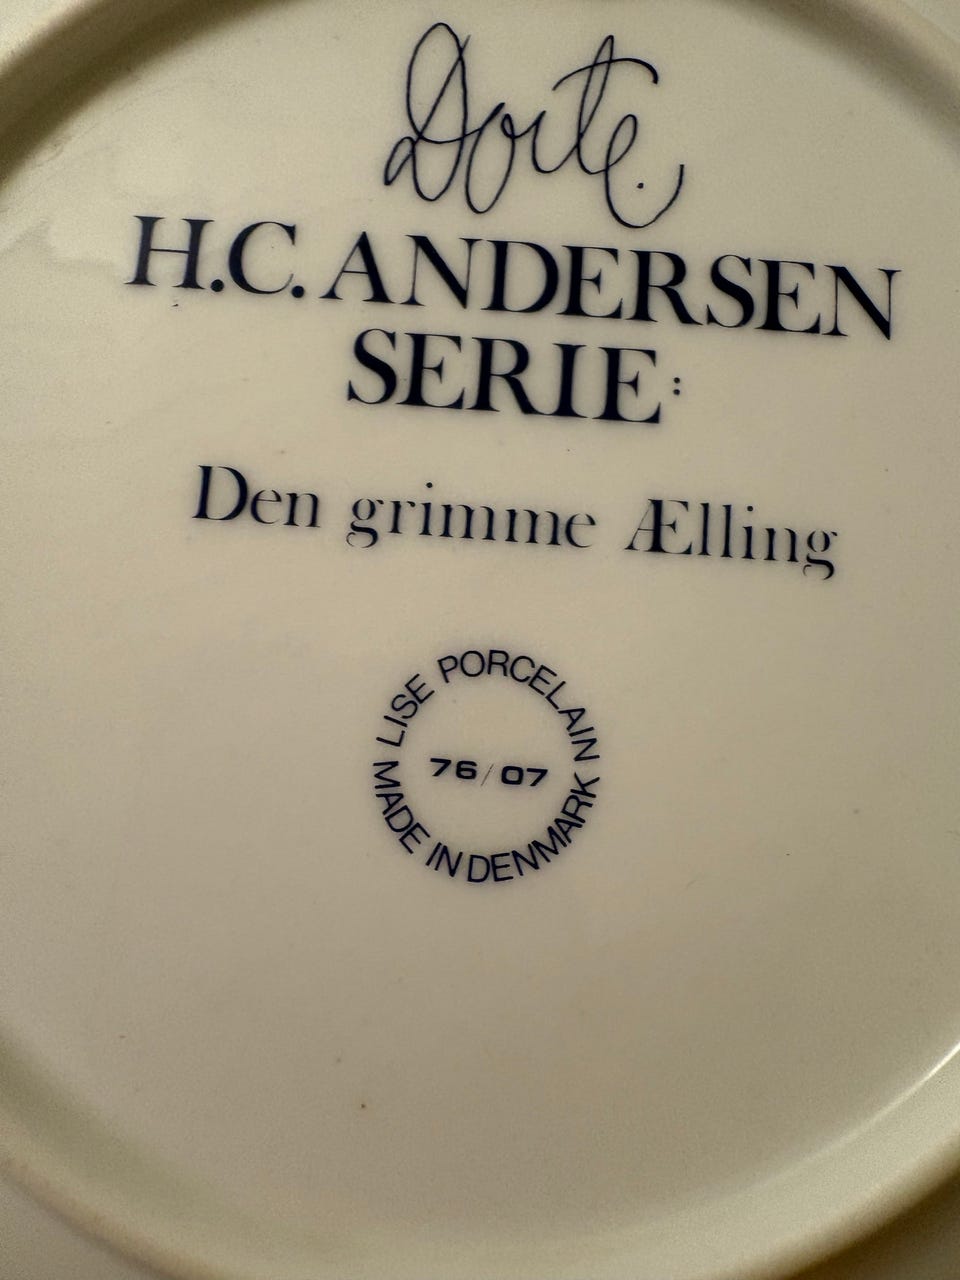 Dorte.
H.C. ANDERSEN
SERIE:
Den grimme Ælling
LISE PORCELAIN
76/07
MADE IN DENMARK